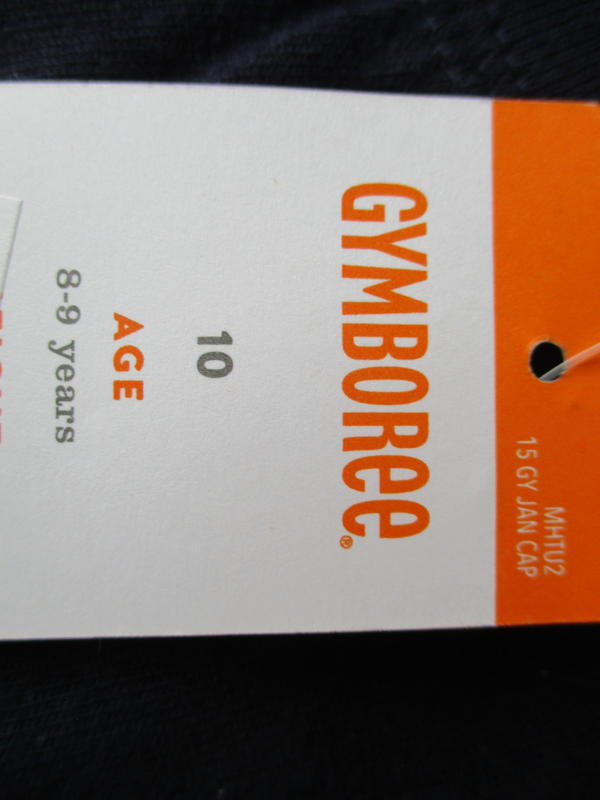 MHTU2
15 GY JAN CAP
GYMBOREE®
10
AGE
8-9 years